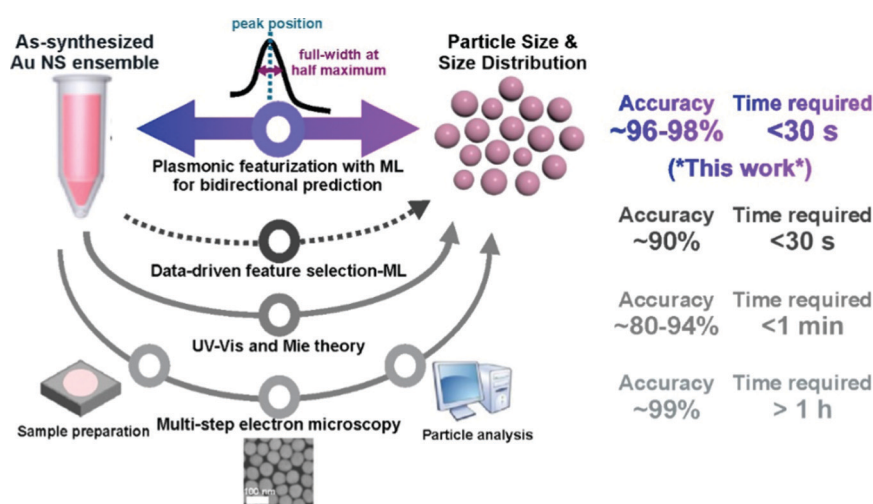 peak position
As-synthesized
Au NS ensemble
full-width at
half maximum
Particle Size &
Size Distribution
Plasmonic featurization with ML
for bidirectional prediction
Data-driven feature selection-ML
UV-Vis and Mie theory
Multi-step electron microscopy
Sample preparation
Particle analysis
100 nm
Accuracy Time required
~96-98% <30 s
(*This work*)
Accuracy Time required
~90% <30 s
Accuracy Time required
~80-94% <1 min
Accuracy Time required
~99% > 1 h